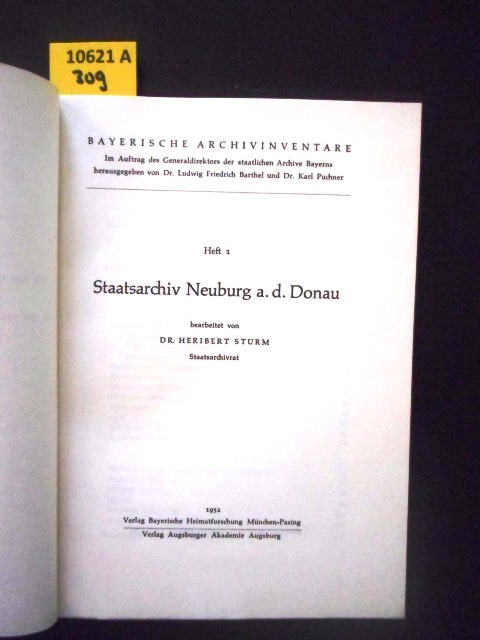 10621 A
309
BAYERISCHE ARCHIVINVENTARE
Im Auftrag des Generaldirektors der staatlichen Archive Bayerns
herausgegeben von Dr. Ludwig Friedrich Barthel und Dr. Karl Puchner
Heft 1
Staatsarchiv Neuburg a. d. Donau
bearbeitet von
DR. HERIBERT STURM
Staatsarchivrat
1952
Verlag Bayerische Heimatforschung München-Pasing
Verlag Augsburger Akademie Augsburg